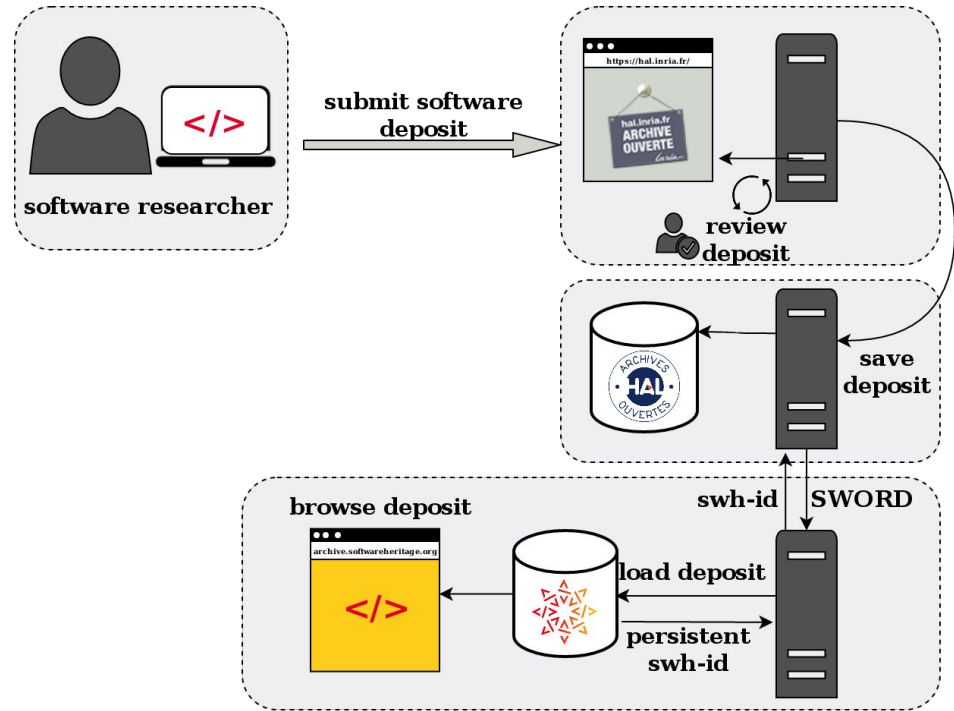 </>
software researcher
submit software
deposit
https://hal.inria.fr/
hal.inria.fr
ARCHIVE
OUVERTE
Inria
review
deposit
ARCHIVES
HAL
OUVERTES
save
deposit
swh-id
SWORD
browse deposit
archive.softwareheritage.org
</>
load deposit
persistent
swh-id